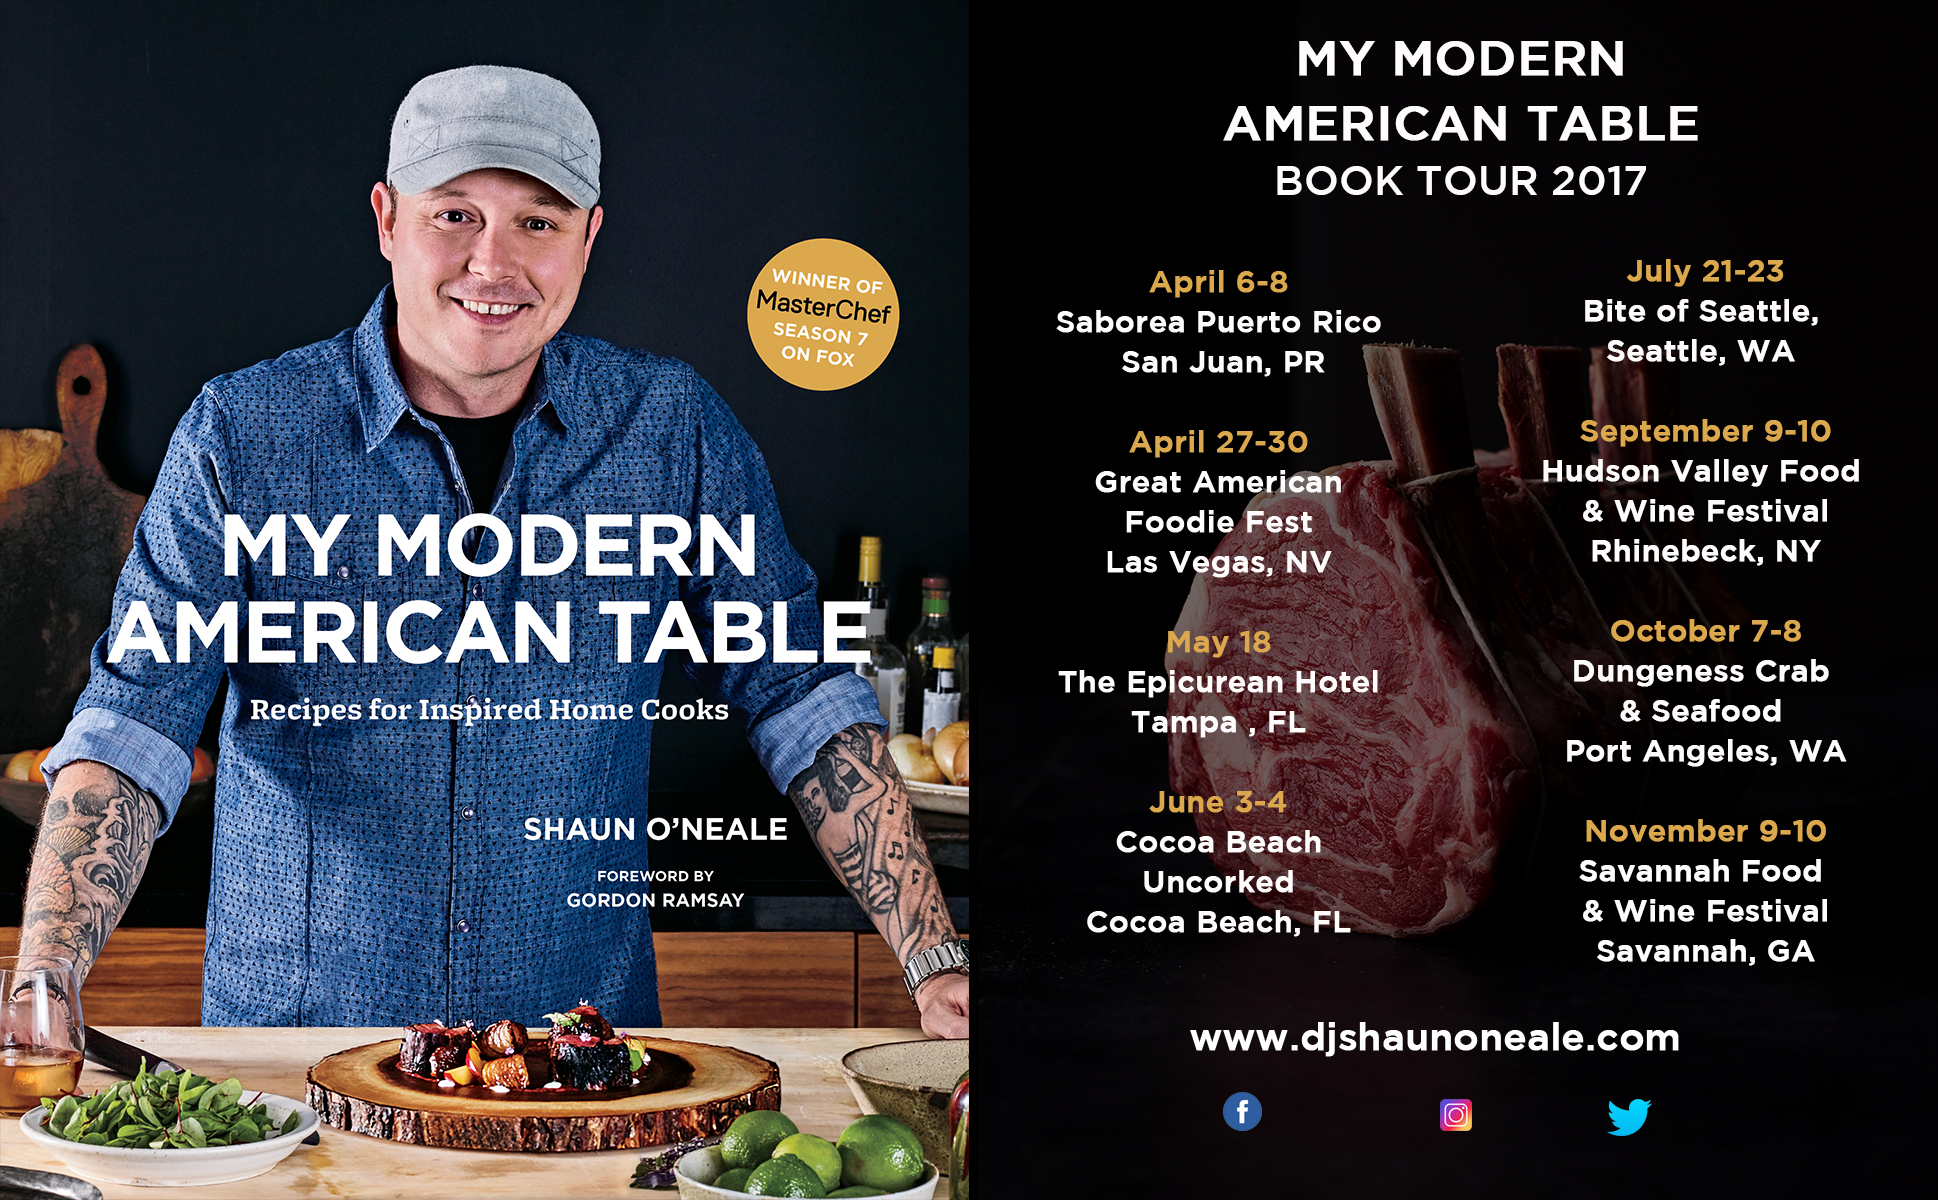 WINNER OF
MasterChef
SEASON 7
ON FOX
MY MODERN
AMERICAN TABLE
Recipes for Inspired Home Cooks
SHAUN O'NEALE
FOREWORD BY
GORDON RAMSAY
MY MODERN
AMERICAN TABLE
BOOK TOUR 2017
April 6-8
Saborea Puerto Rico
San Juan, PR
April 27-30
Great American
Foodie Fest
Las Vegas, NV
May 18
The Epicurean Hotel
Tampa , FL
June 3-4
Cocoa Beach
Uncorked
Cocoa Beach, FL
July 21-23
Bite of Seattle,
Seattle, WA
September 9-10
Hudson Valley Food
& Wine Festival
Rhinebeck, NY
October 7-8
Dungeness Crab
& Seafood
Port Angeles, WA
November 9-10
Savannah Food
& Wine Festival
Savannah, GA
www.djshaunoneale.com